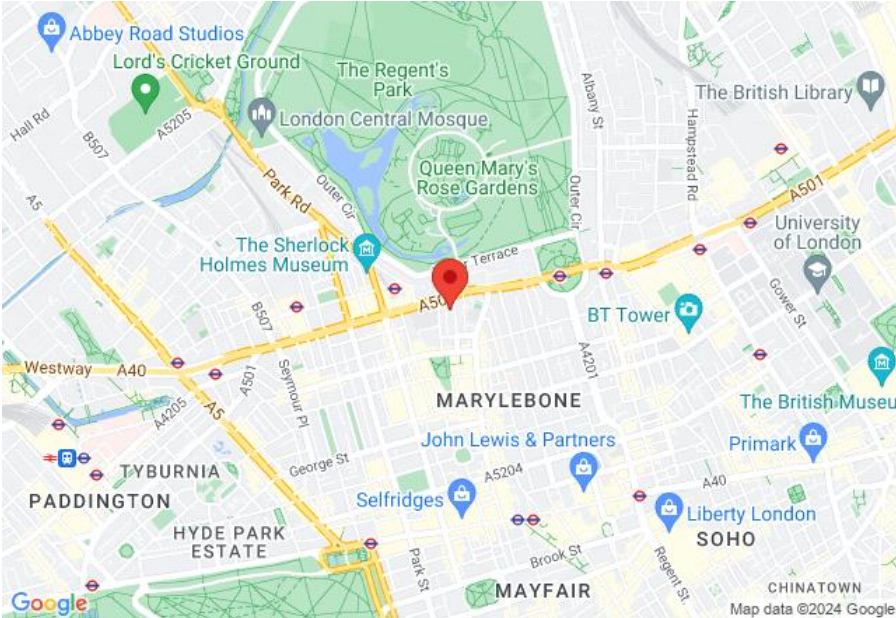 Abbey Road Studios
Lord's Cricket Ground
The Regent's
Park
Albany St
Hampstead Rd
The British Library
Hall Rd
B507
A5205
London Central Mosque
Queen Mary's
Rose Gardens
A5
Park Rd
Outer Cir
Outer Cir
A501
University
of London
The Sherlock
Holmes Museum
Terrace
Gower St
B507
BT Tower
Westway
A40
A501
Seymour Pl
A4201
A4205
A5
MARYLEBONE
The British Museu
John Lewis & Partners
Primark
George St
A5204
A40
TYBURNIA
PADDINGTON
Selfridges
Liberty London
SOHO
HYDE PARK
ESTATE
Park St
Brook St
Regent St.
MAYFAIR
CHINATOWN
Google
Map data ©2024 Google